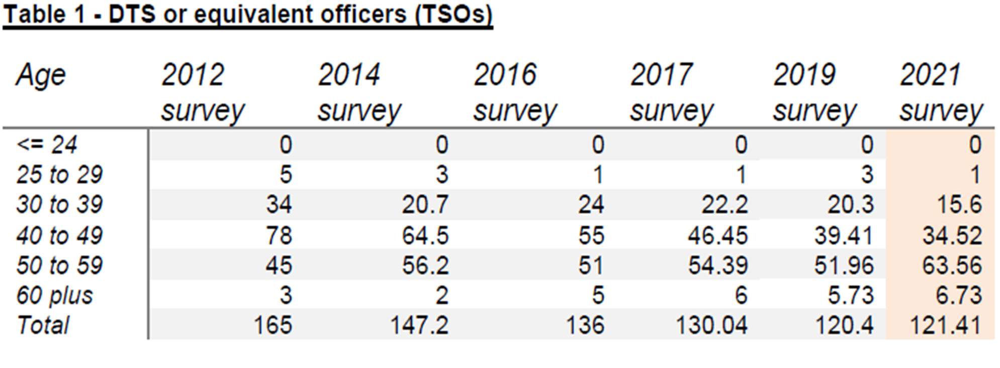 Table 1 - DTS or equivalent officers (TSOs)
Age 2012 2014 2016 2017 2019 2021
survey survey survey survey survey survey
<= 24 0 0 0 0 0 0
25 to 29 5 3 1 1 3 1
30 to 39 34 20.7 24 22.2 20.3 15.6
40 to 49 78 64.5 55 46.45 39.41 34.52
50 to 59 45 56.2 51 54.39 51.96 63.56
60 plus 3 2 5 6 5.73 6.73
Total 165 147.2 136 130.04 120.4 121.41